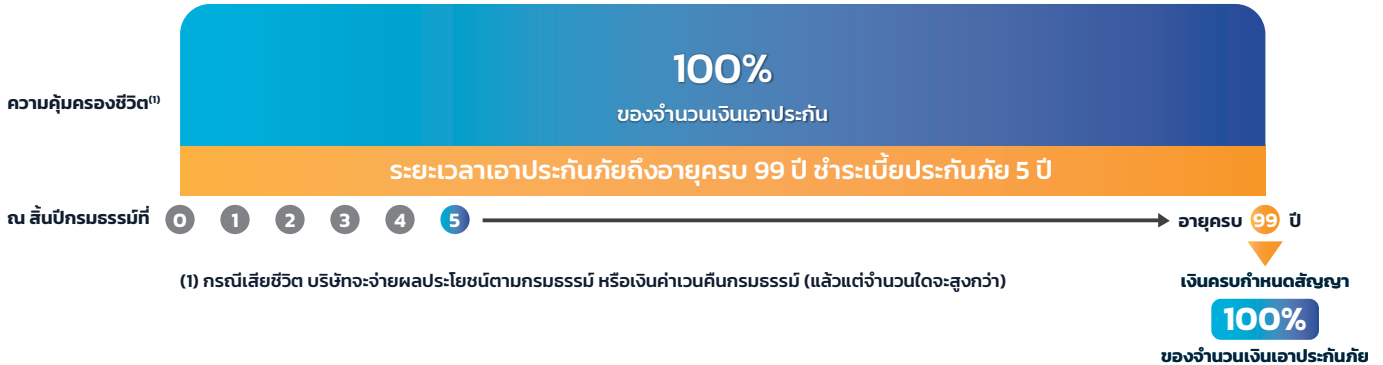 100%
ของจำนวนเงินเอาประกัน
ความคุ้มครองชีวิต⁽¹⁾
ระยะเวลาเอาประกันภัยถึงอายุครบ 99 ปี ชำระเบี้ยประกันภัย 5 ปี
ณ สิ้นปีกรมธรรม์ที่ 0 1 2 3 4 5 อายุครบ 99 ปี
(1) กรณีเสียชีวิต บริษัทจะจ่ายผลประโยชน์ตามกรมธรรม์ หรือเงินค่าเวนคืนกรมธรรม์ (แล้วแต่จำนวนใดจะสูงกว่า)
เงินครบกำหนดสัญญา
100%
ของจำนวนเงินเอาประกันภัย